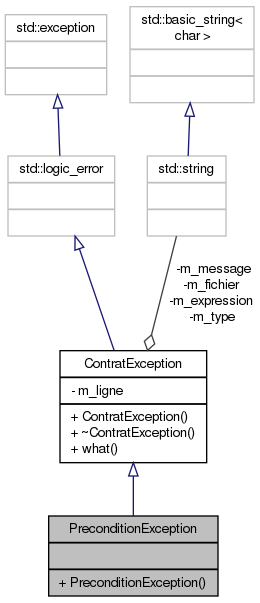 std::exception
std::basic_string<
char >
std::logic_error
std::string
-m_message
-m_fichier
-m_expression
-m_type
ContratException
- m_ligne
+ ContratException()
+ ~ContratException()
+ what()
PreconditionException
+ PreconditionException()